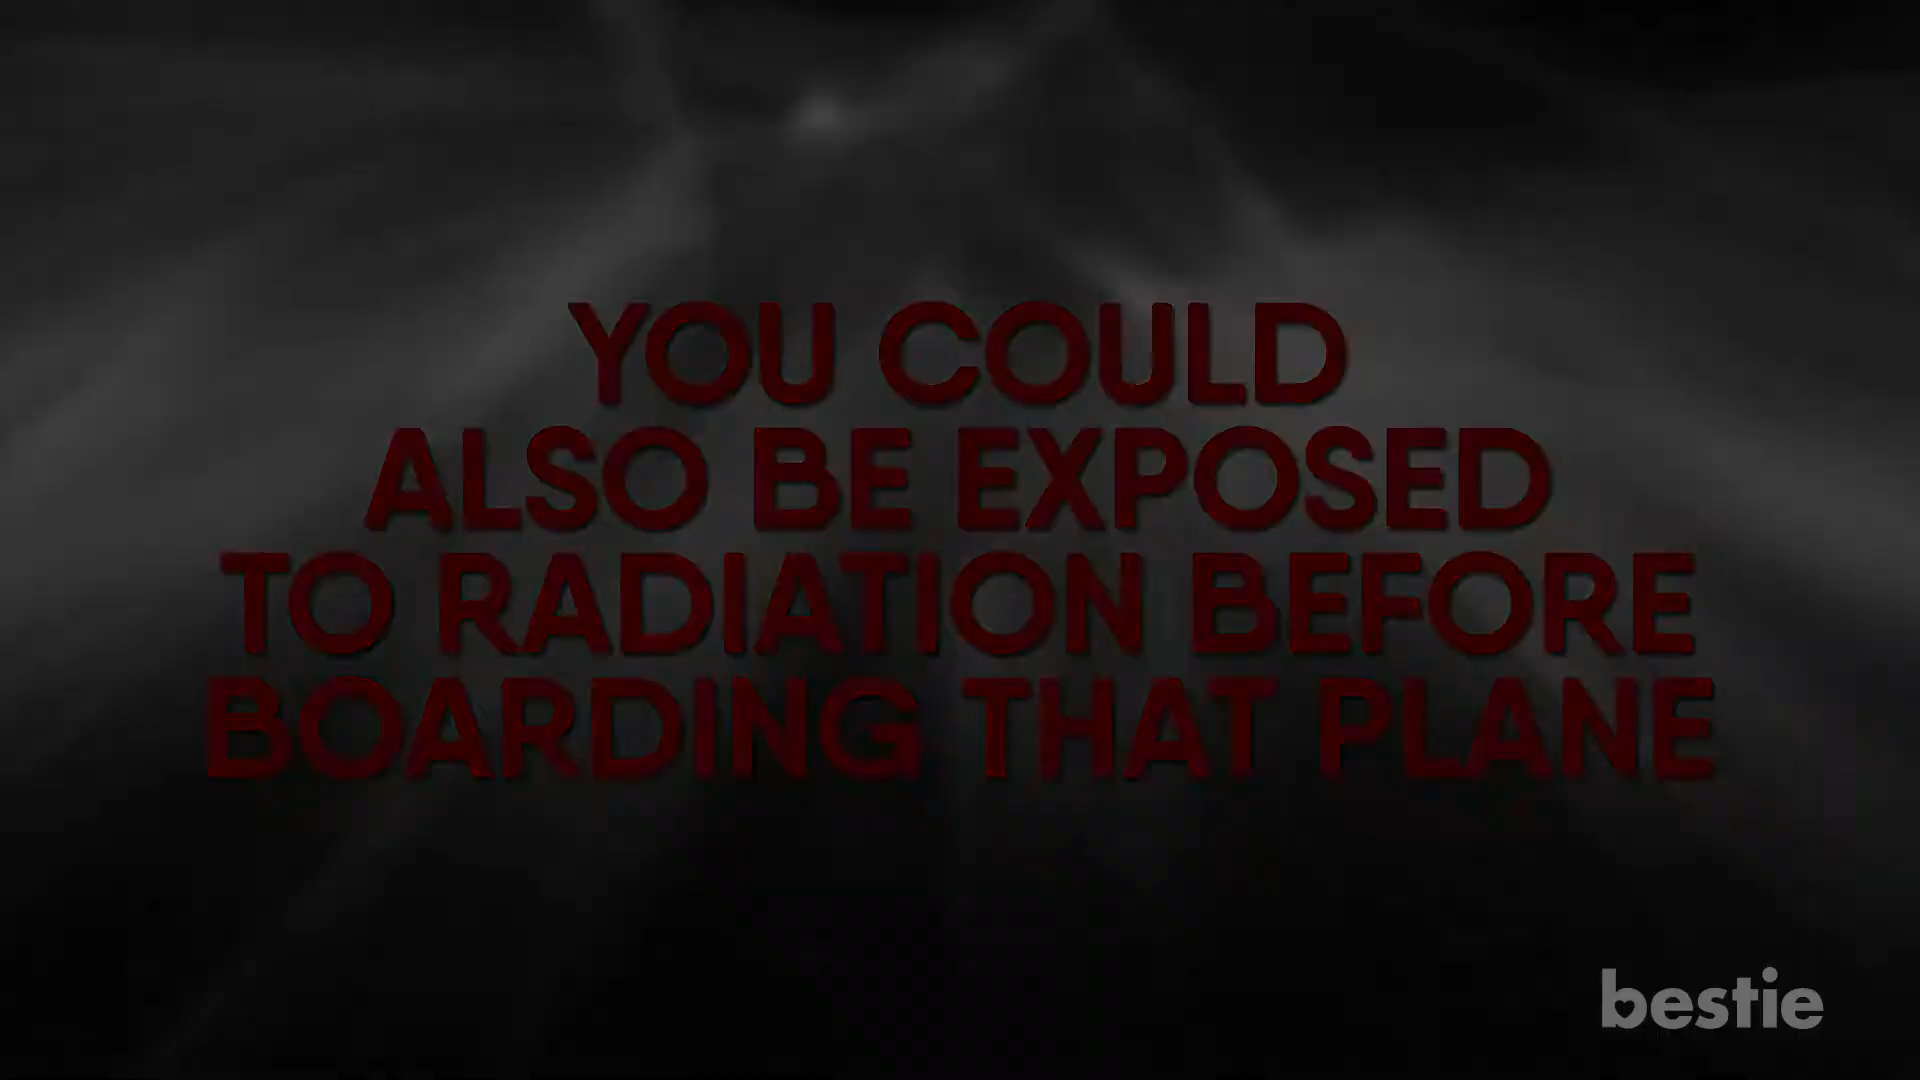 YOU COULD
ALSO BE EXPOSED
TO RADIATION BEFORE
BOARDING THAT PLANE
bestie